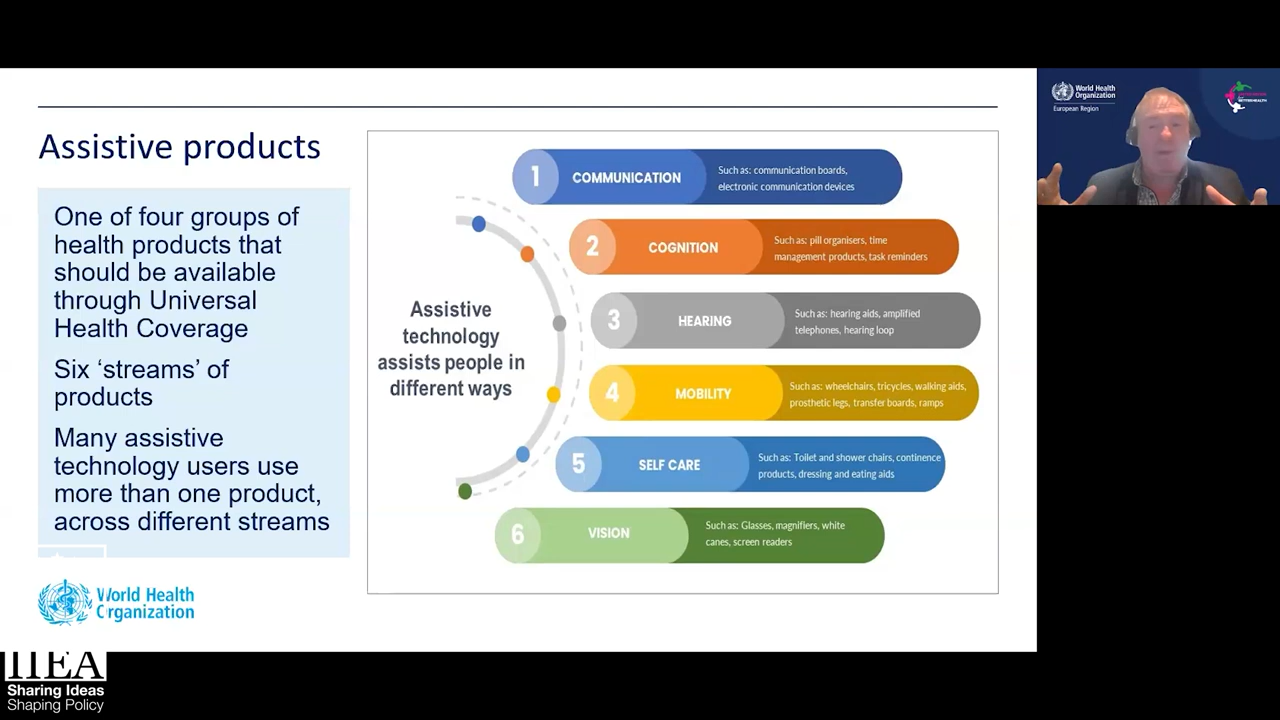 Assistive products
One of four groups of
health products that
should be available
through Universal
Health Coverage
Six ‘streams’ of
products
Many assistive
technology users use
more than one product,
across different streams
World Health
Organization
Assistive
technology
assists people in
different ways
1 COMMUNICATION
Such as: communication boards,
electronic communication devices
2 COGNITION
Such as: pill organisers, time
management products, task reminders
3 HEARING
Such as: hearing aids, amplified
telephones, hearing loop
4 MOBILITY
Such as: wheelchairs, tricycles, walking aids,
prosthetic legs, transfer boards, ramps
5 SELF CARE
Such as: Toilet and shower chairs, continence
products, dressing and eating aids
6 VISION
Such as: Glasses, magnifiers, white
canes, screen readers
World Health
Organization
European Region
IIEA
Sharing Ideas
Shaping Policy